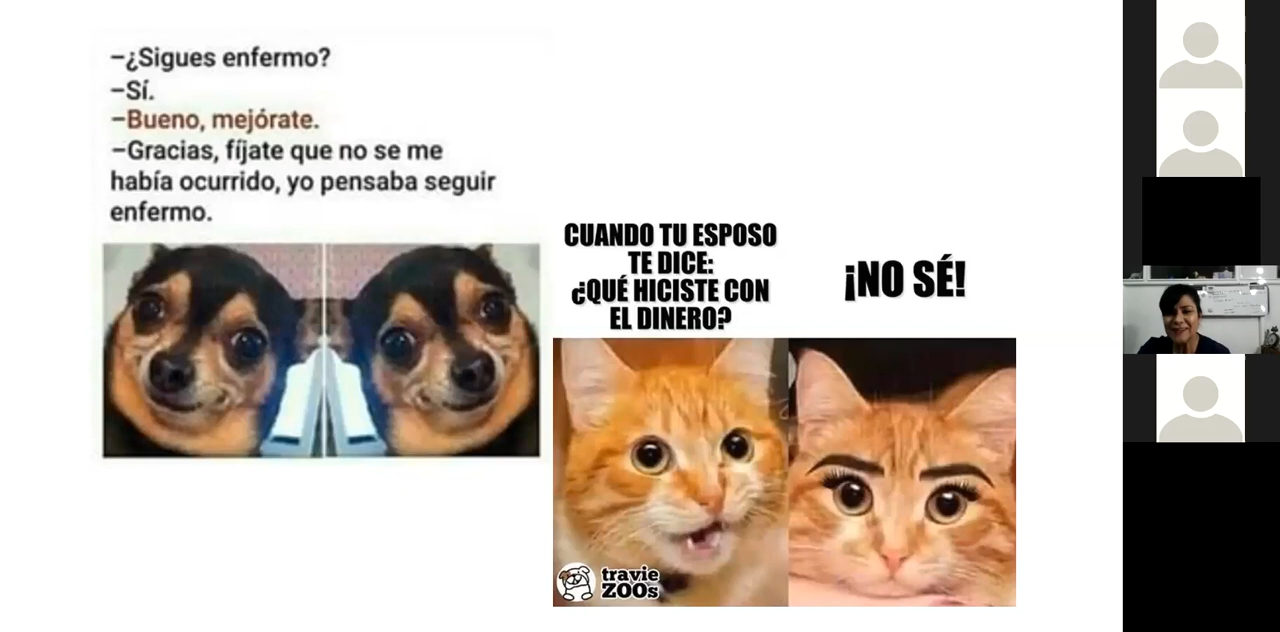 –¿Sigues enfermo?
–Sí.
–Bueno, mejórate.
–Gracias, fíjate que no se me
había ocurrido, yo pensaba seguir
enfermo.
CUANDO TU ESPOSO
TE DICE:
¿QUÉ HICISTE CON
EL DINERO?
¡NO SÉ!
travie
ZOOs